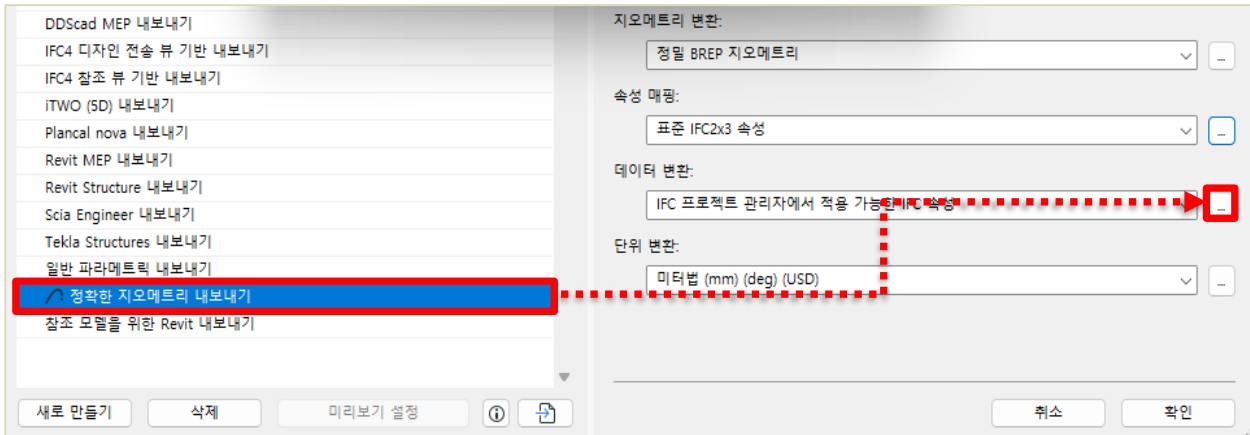 DDScad MEP 내보내기
IFC4 디자인 전송 뷰 기반 내보내기
IFC4 참조 뷰 기반 내보내기
iTWO (5D) 내보내기
Plancal nova 내보내기
Revit MEP 내보내기
Revit Structure 내보내기
Scia Engineer 내보내기
Tekla Structures 내보내기
일반 파라메트릭 내보내기
정확한 지오메트리 내보내기
참조 모델을 위한 Revit 내보내기
새로 만들기
삭제
미리보기 설정
지오메트리 변환:
정밀 BREP 지오메트리
...
속성 매핑:
표준 IFC2x3 속성
...
데이터 변환:
IFC 프로젝트 관리자에서 적용 가능한 IFC 속성
...
단위 변환:
미터법 (mm) (deg) (USD)
...
취소
확인